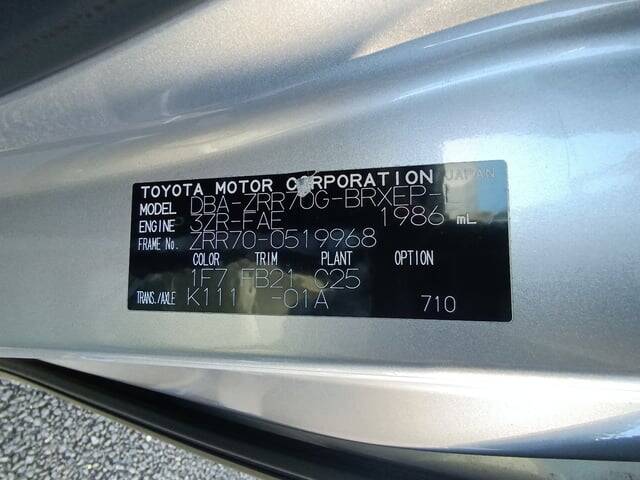 TOYOTA MOTOR CORPORATION JAPAN
MODEL DBA-ZRR70G-BRXEP
ENGINE 3ZR-FAE 1986 mL
FRAME No. ZRR70-0519968
COLOR TRIM PLANT OPTION
1F7 FB21 C25
TRANS./AXLE K111 -01A 710